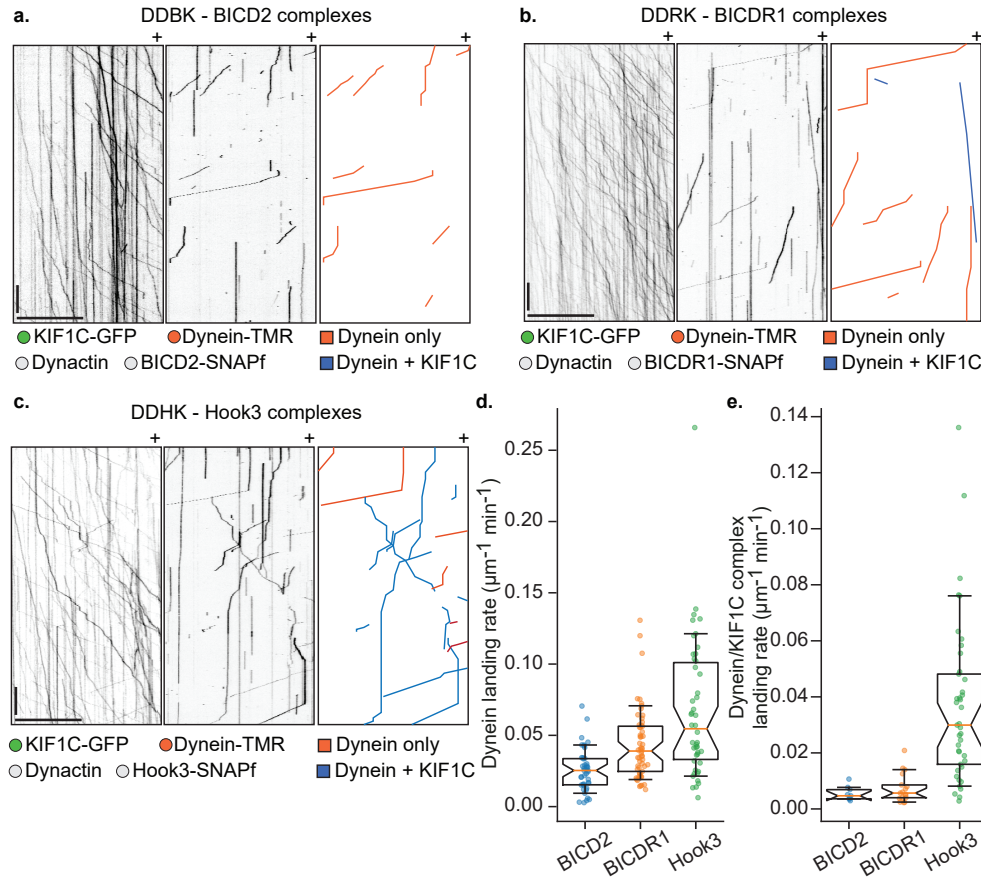 a.
DDBK - BICD2 complexes
+ + +
KIF1C-GFP Dynein-TMR Dynein only
Dynactin BICD2-SNAPf Dynein + KIF1C
b.
DDRK - BICDR1 complexes
+ + +
KIF1C-GFP Dynein-TMR Dynein only
Dynactin BICDR1-SNAPf Dynein + KIF1C
c.
DDHK - Hook3 complexes
+ + +
KIF1C-GFP Dynein-TMR Dynein only
Dynactin Hook3-SNAPf Dynein + KIF1C
d.
Dynein landing rate (µm-1 min-1)
0.25
0.20
0.15
0.10
0.05
0.00
BICD2 BICDR1 Hook3
e.
Dynein/KIF1C complex
landing rate (µm-1 min-1)
0.14
0.12
0.10
0.08
0.06
0.04
0.02
0.00
BICD2 BICDR1 Hook3